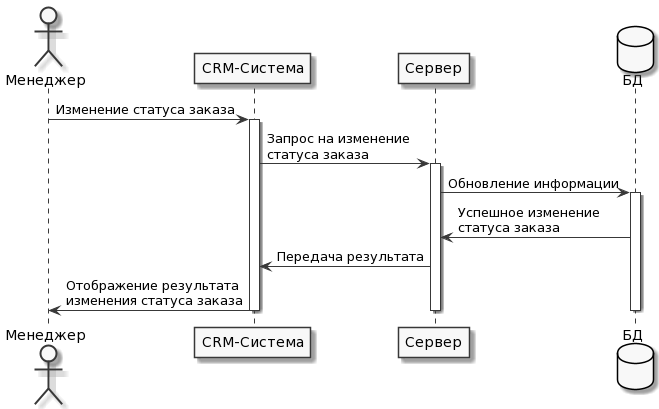 Менеджер
CRM-Система
Сервер
БД
Изменение статуса заказа
Запрос на изменение
статуса заказа
Обновление информации
Успешное изменение
статуса заказа
Передача результата
Отображение результата
изменения статуса заказа
Менеджер
CRM-Система
Сервер
БД